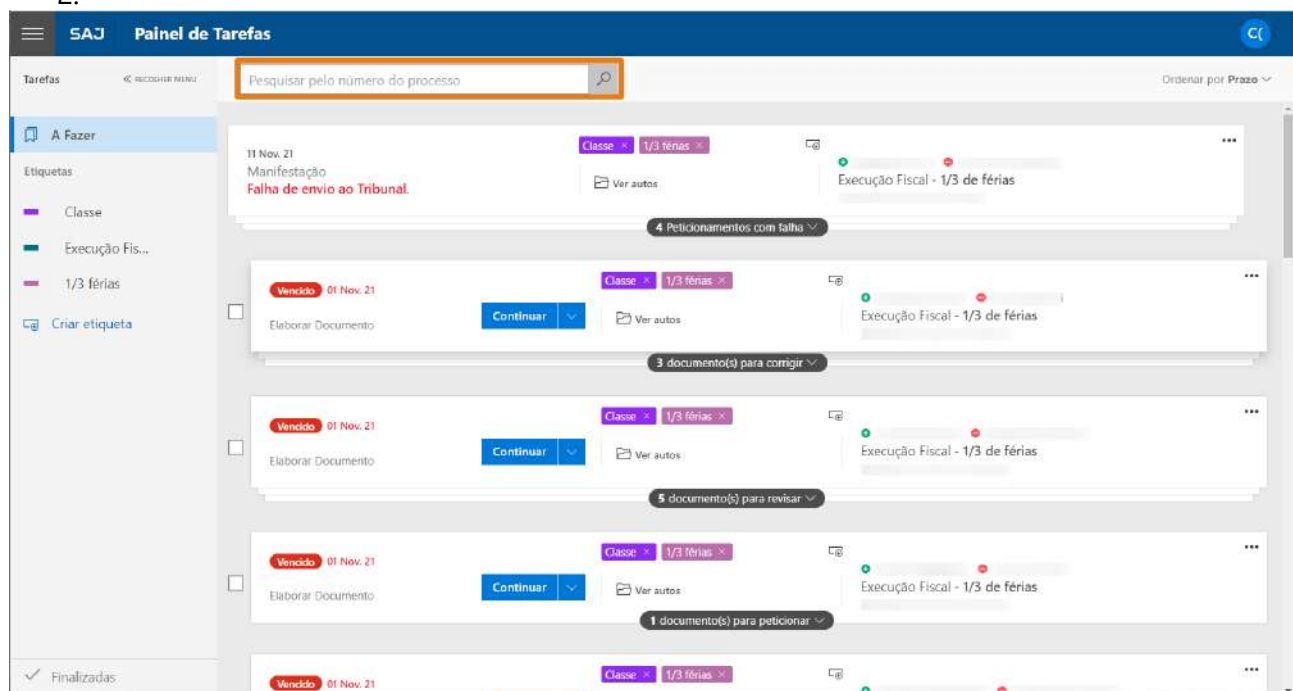 2.
SAJ Painel de Tarefas C(
Tarefas RECOLHER MENU Pesquisar pelo número do processo Ordenar por Prazo
A Fazer
Etiquetas
Classe
Execução Fis...
1/3 férias
Criar etiqueta
Finalizadas
Classe × 1/3 férias ×
11 Nov. 21
Manifestação
Falha de envio ao Tribunal.
Ver autos
Execução Fiscal - 1/3 de férias
4 Peticionamentos com falha
Classe × 1/3 férias ×
Vencido 01 Nov. 21
Elaborar Documento
Continuar
Ver autos
Execução Fiscal - 1/3 de férias
3 documento(s) para corrigir
Classe × 1/3 férias ×
Vencido 01 Nov. 21
Elaborar Documento
Continuar
Ver autos
Execução Fiscal - 1/3 de férias
5 documento(s) para revisar
Classe × 1/3 férias ×
Vencido 01 Nov. 21
Elaborar Documento
Continuar
Ver autos
Execução Fiscal - 1/3 de férias
1 documento(s) para peticionar
Classe × 1/3 férias ×
Vencido 01 Nov. 21